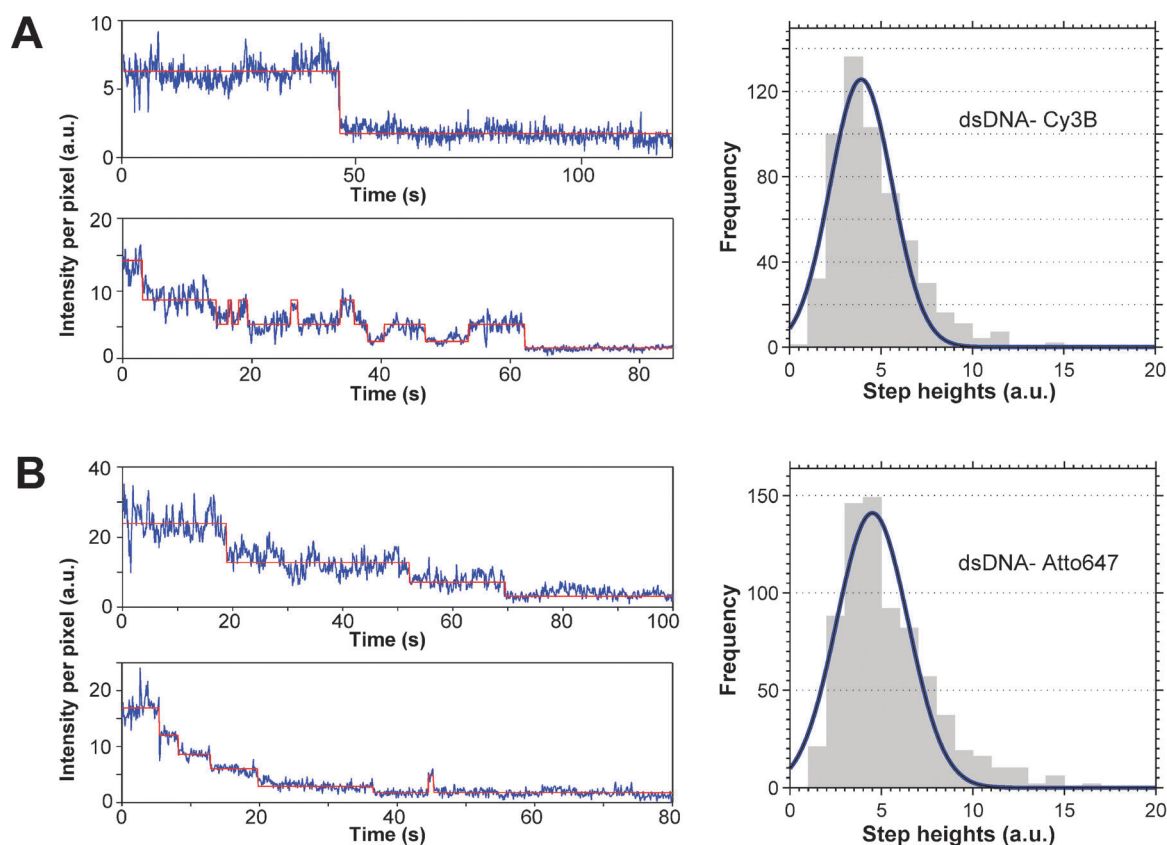 A
Intensity per pixel (a.u.)
10
5
0
0 50 100
Time (s)
20
10
0
0 20 40 60 80
Time (s)
Frequency
120
80
40
0
dsDNA- Cy3B
0 5 10 15 20
Step heights (a.u.)
B
Intensity per pixel (a.u.)
40
20
0
0 20 40 60 80 100
Time (s)
20
10
0
0 20 40 60 80
Time (s)
Frequency
150
100
50
0
dsDNA- Atto647
0 5 10 15 20
Step heights (a.u.)